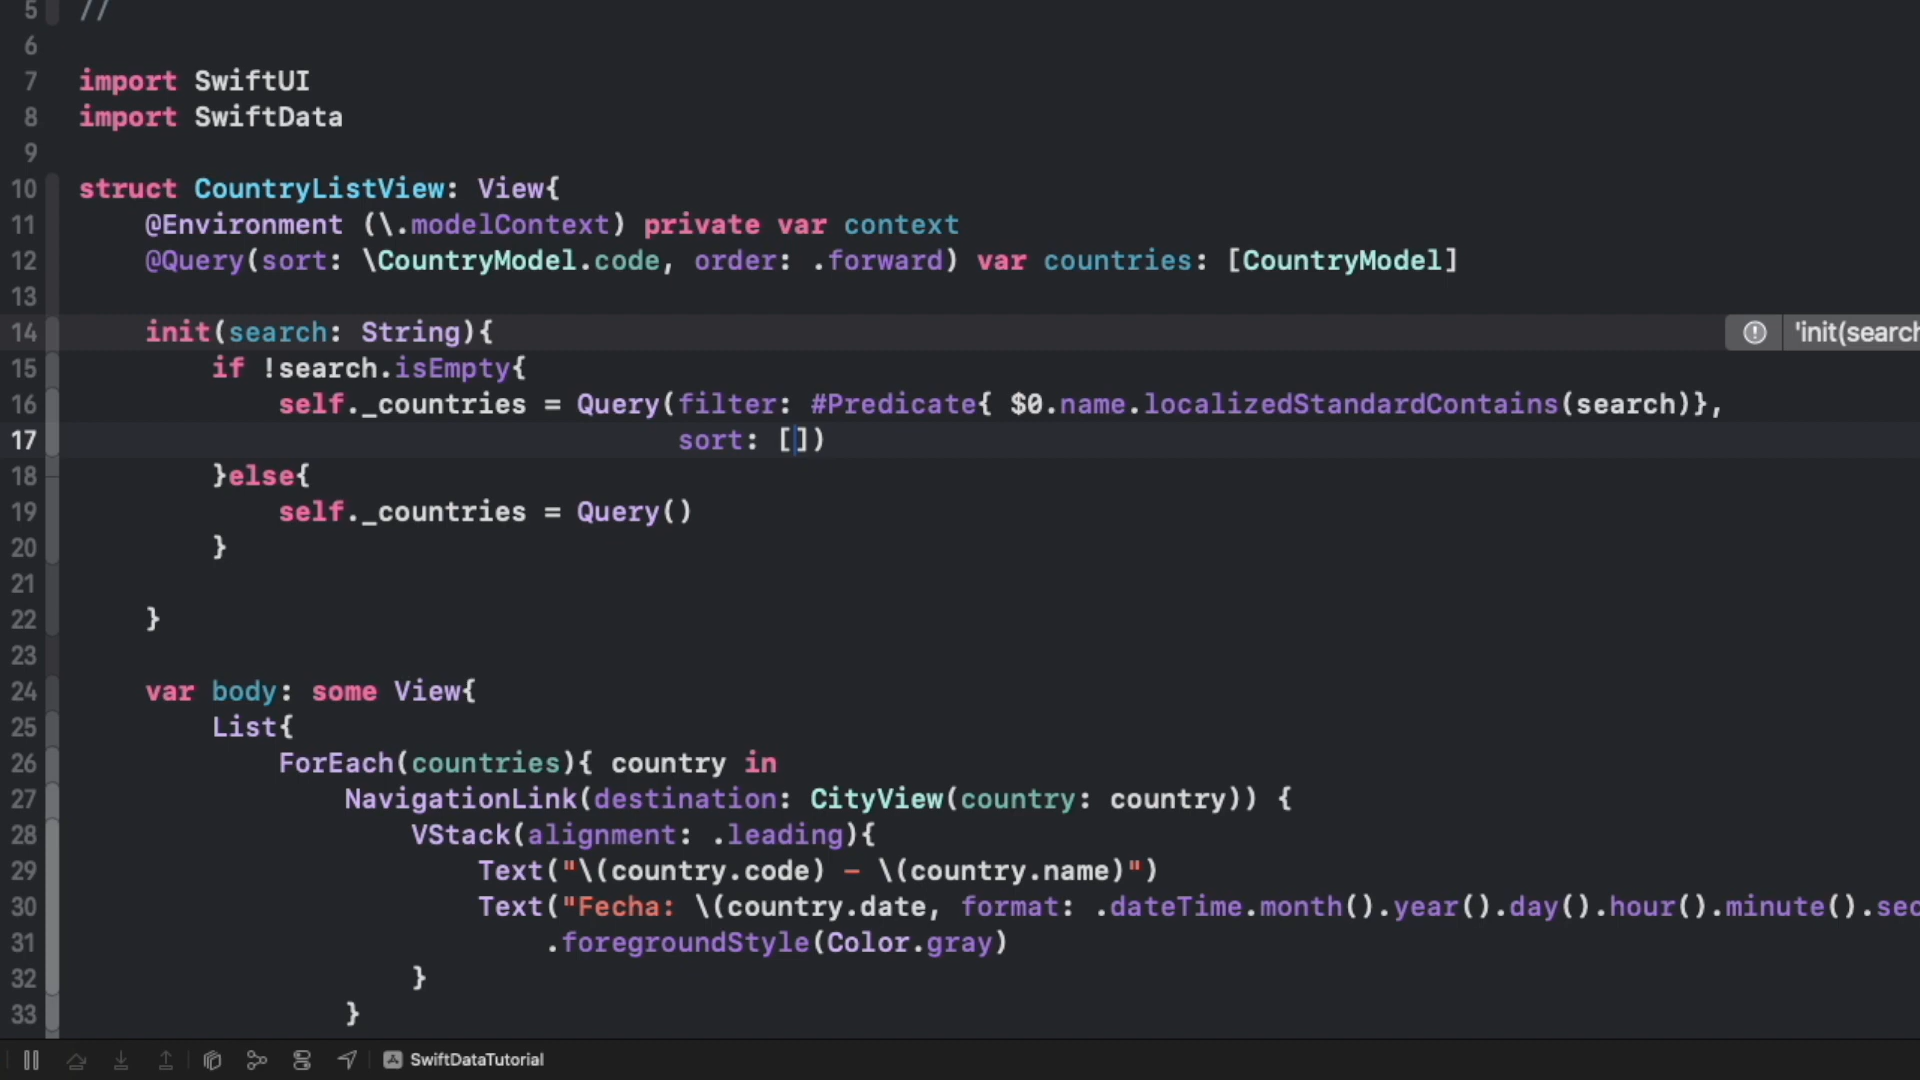 5 //
6
7 import SwiftUI
8 import SwiftData
9
10 struct CountryListView: View{
11     @Environment (\.modelContext) private var context
12     @Query(sort: \CountryModel.code, order: .forward) var countries: [CountryModel]
13
14     init(search: String){ 'init(search
15         if !search.isEmpty{
16             self._countries = Query(filter: #Predicate{ $0.name.localizedStandardContains(search)},
17                                     sort: [])
18         }else{
19             self._countries = Query()
20         }
21
22     }
23
24     var body: some View{
25         List{
26             ForEach(countries){ country in
27                 NavigationLink(destination: CityView(country: country)) {
28                     VStack(alignment: .leading){
29                         Text("\(country.code) – \(country.name)")
30                         Text("Fecha: \(country.date, format: .dateTime.month().year().day().hour().minute().sec
31                             .foregroundStyle(Color.gray)
32                     }
33                 }
SwiftDataTutorial